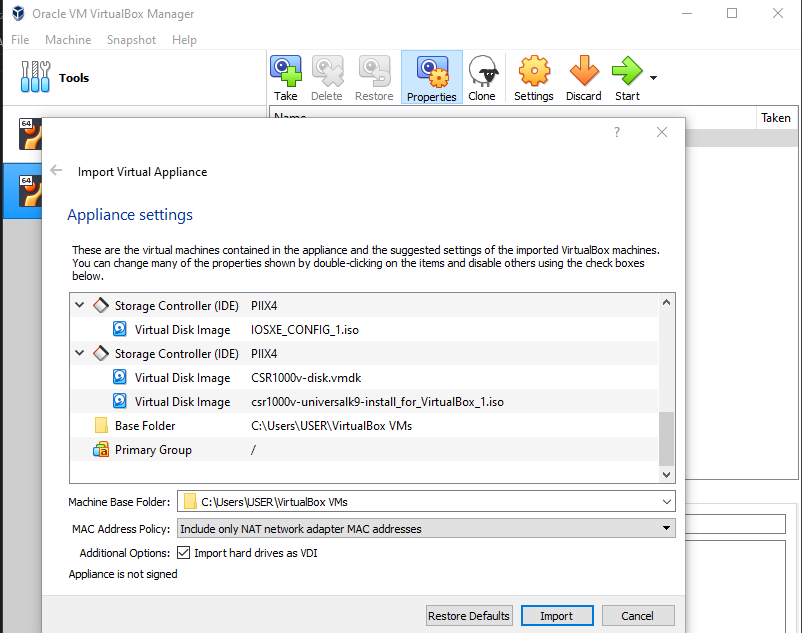 Oracle VM VirtualBox Manager
File Machine Snapshot Help
Tools
Take Delete Restore Properties Clone Settings Discard Start
Name Taken
64
64
?
Import Virtual Appliance
Appliance settings
These are the virtual machines contained in the appliance and the suggested settings of the imported VirtualBox machines.
You can change many of the properties shown by double-clicking on the items and disable others using the check boxes
below.
Storage Controller (IDE) PIIX4
Virtual Disk Image IOSXE_CONFIG_1.iso
Storage Controller (IDE) PIIX4
Virtual Disk Image CSR1000v-disk.vmdk
Virtual Disk Image csr1000v-universalk9-install_for_VirtualBox_1.iso
Base Folder C:\Users\USER\VirtualBox VMs
Primary Group /
Machine Base Folder: C:\Users\USER\VirtualBox VMs
MAC Address Policy: Include only NAT network adapter MAC addresses
Additional Options: Import hard drives as VDI
Appliance is not signed
Restore Defaults Import Cancel